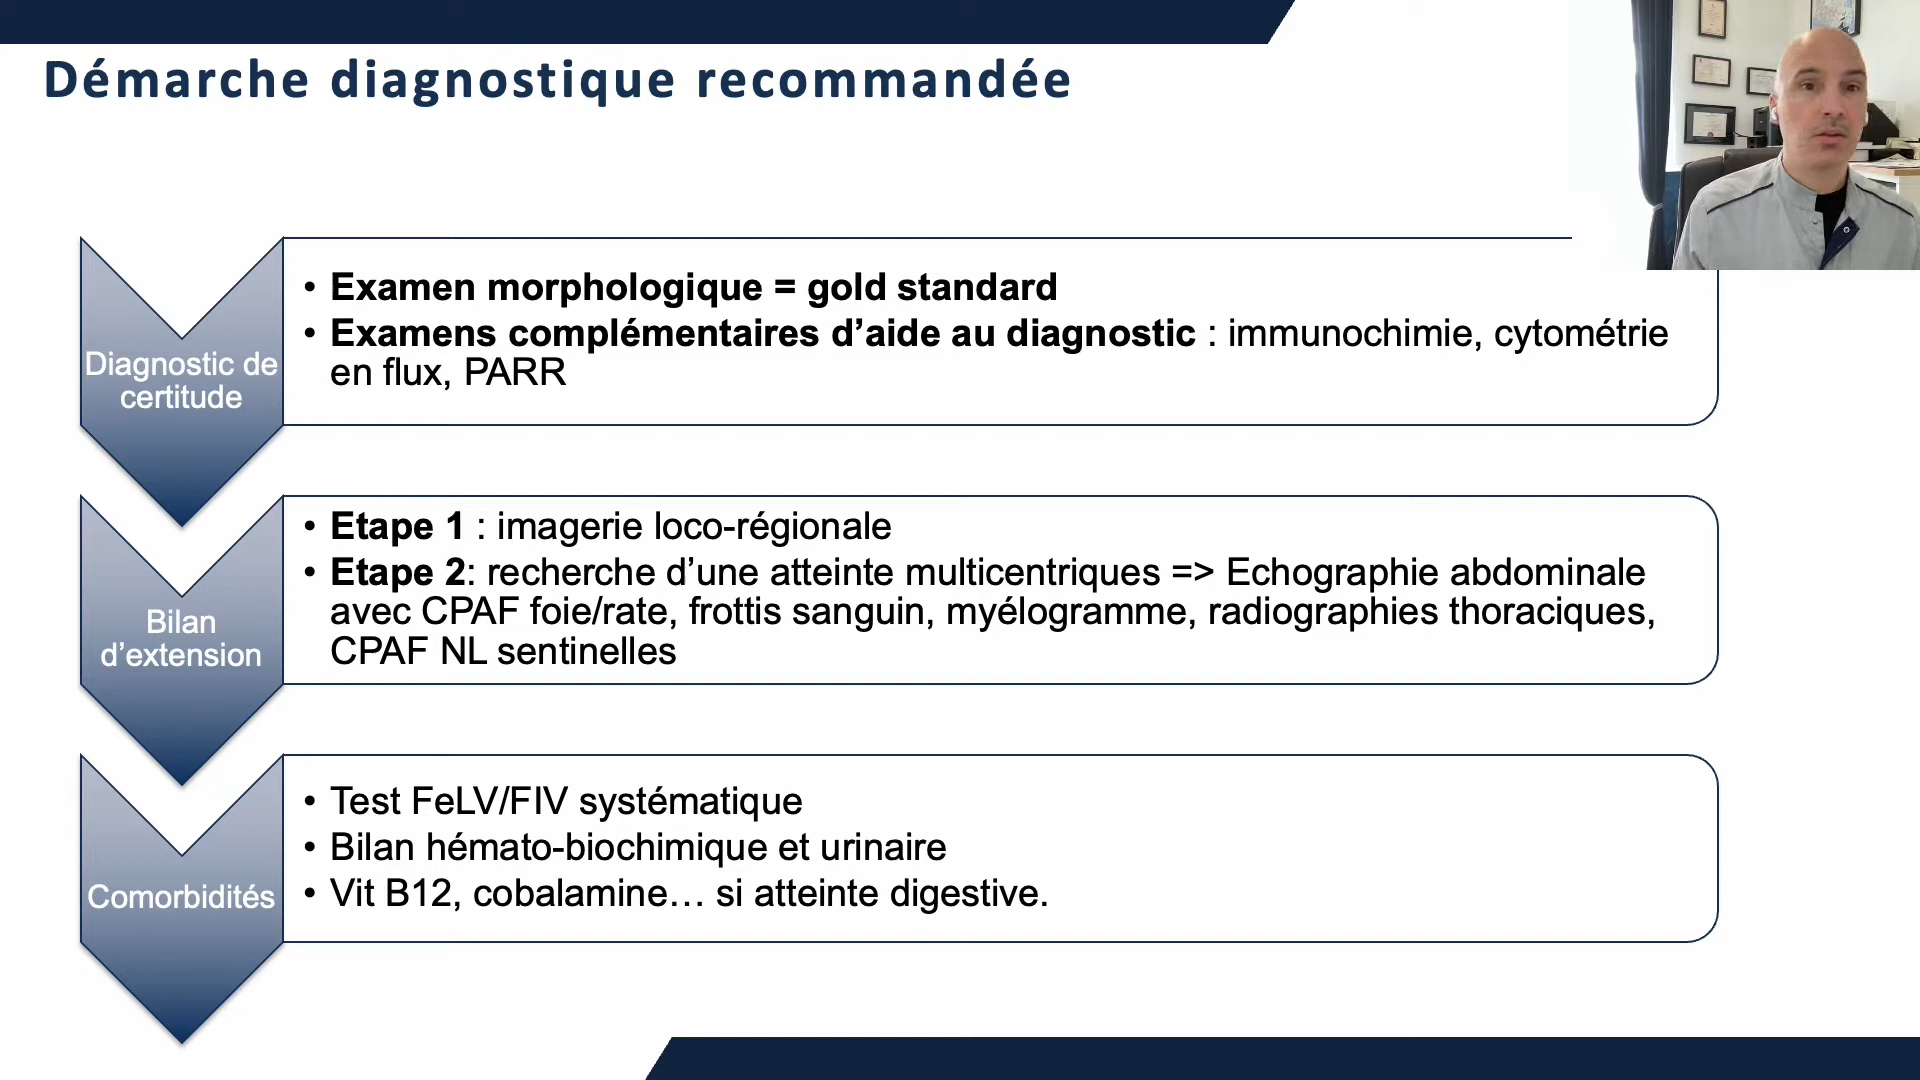 Démarche diagnostique recommandée
Diagnostic de
certitude
• Examen morphologique = gold standard
• Examens complémentaires d’aide au diagnostic : immunochimie, cytométrie
en flux, PARR
Bilan
d’extension
• Etape 1 : imagerie loco-régionale
• Etape 2: recherche d’une atteinte multicentriques => Echographie abdominale
avec CPAF foie/rate, frottis sanguin, myélogramme, radiographies thoraciques,
CPAF NL sentinelles
Comorbidités
• Test FeLV/FIV systématique
• Bilan hémato-biochimique et urinaire
• Vit B12, cobalamine… si atteinte digestive.